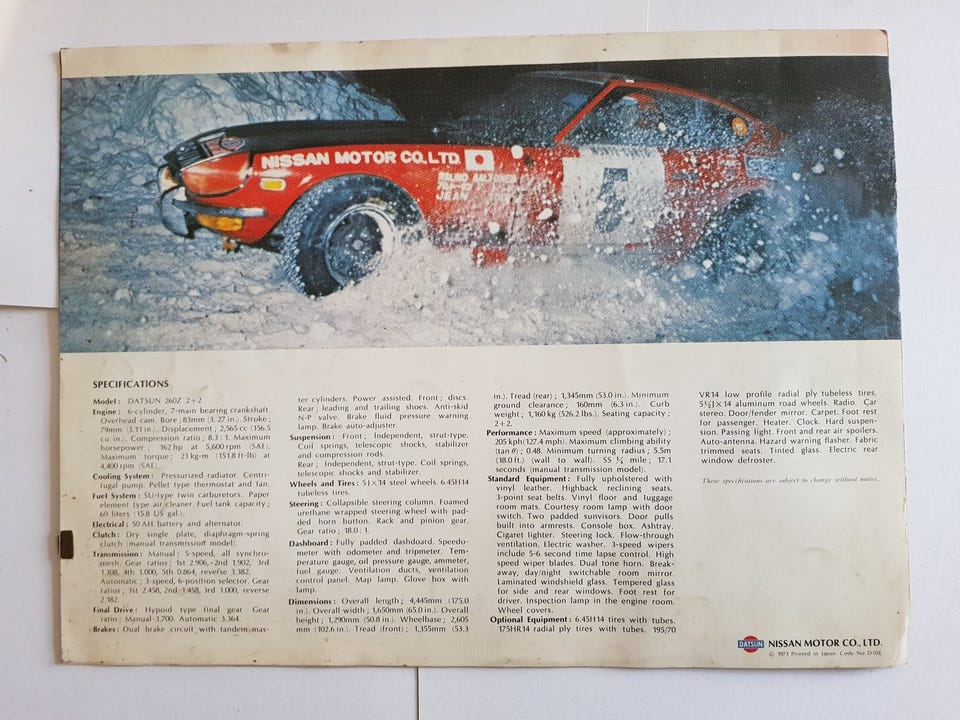 NISSAN MOTOR CO., LTD.
RAUNO AALTONEN
JEAN
5
SPECIFICATIONS
Model: DATSUN 260Z 2+2
Engine: 6-cylinder, 7-main bearing crankshaft.
Overhead cam. Bore: 83mm (3.27 in.). Stroke;
79mm (3.11 in.). Displacement; 2,565 cc (156.5
cu. in.). Compression ratio; 8.3:1. Maximum
horsepower; 162 hp at 5,600 rpm (SAE).
Maximum torque; 21 kg-m (151.8 ft-lb) at
4,400 rpm (SAE).
Cooling System: Pressurized radiator. Centri-
fugal pump. Pellet type thermostat and fan.
Fuel System: SU-type twin carburetors. Paper
element type air cleaner. Fuel tank capacity;
60 liters (15.8 US gal.).
Electrical; 50 AH battery and alternator.
Clutch: Dry single plate, diaphragm-spring
clutch (manual transmission model).
Transmission: Manual; 5-speed, all synchro-
mesh. Gear ratios; 1st 2.906, 2nd 1.902, 3rd
1.308, 4th 1.000, 5th 0.864, reverse 3.382.
Automatic; 3-speed, 6-position selector. Gear
ratios; 1st 2.458, 2nd 1.458, 3rd 1.000, reverse
2.182.
Final Drive: Hypoid type final gear. Gear
ratio; Manual-3.700. Automatic 3.364.
Brakes: Dual brake circuit with tandem mas-
ter cylinders. Power assisted. Front; discs.
Rear; leading and trailing shoes. Anti-skid
N-P valve. Brake fluid pressure warning
lamp. Brake auto-adjuster.
Suspension: Front; Independent, strut-type.
Coil springs, telescopic shocks, stabilizer
and compression rods.
Rear; Independent, strut-type. Coil springs,
telescopic shocks and stabilizer.
Wheels and Tires: 5J×14 steel wheels. 6.45H14
tubeless tires.
Steering: Collapsible steering column. Foamed
urethane wrapped steering wheel with pad-
ded horn button. Rack and pinion gear.
Gear ratio; 18.0:1.
Dashboard: Fully padded dashdoard. Speedo-
meter with odometer and tripmeter. Tem-
perature gauge, oil pressure gauge, ammeter,
fuel gauge. Ventilation ducts, ventilation
control panel. Map lamp. Glove box with
lamp.
Dimensions: Overall length; 4,445mm (175.0
in.). Overall width; 1,650mm (65.0 in.). Overall
height; 1,290mm (50.8 in.). Wheelbase; 2,605
mm (102.6 in.). Tread (front); 1,355mm (53.3
in.). Tread (rear); 1,345mm (53.0 in.). Minimum
ground clearance; 160mm (6.3 in.). Curb
weight; 1,160 kg (526.2 lbs.). Seating capacity;
2+2.
Performance: Maximum speed (approximately);
205 kph (127.4 mph). Maximum climbing ability
(tan θ); 0.48. Minimum turning radius; 5.5m
(18.0 ft.) (wall to wall). SS ¼ mile; 17.1
seconds (manual transmission model).
Standard Equipment: Fully upholstered with
vinyl leather. Highback reclining seats.
3-point seat belts. Vinyl floor and luggage
room mats. Courtesy room lamp with door
switch. Two padded sunvisors. Door pulls
built into armrests. Console box. Ashtray.
Cigaret lighter. Steering lock. Flow-through
ventilation. Electric washer. 3-speed wipers
include 5-6 second time lapse control. High
speed wiper blades. Dual tone horn. Break-
away, day/night switchable room mirror.
Laminated windshield glass. Tempered glass
for side and rear windows. Foot rest for
driver. Inspection lamp in the engine room.
Wheel covers.
Optional Equipment: 6.45H14 tires with tubes.
175HR14 radial ply tires with tubes. 195/70
VR14 low profile radial ply tubeless tires.
5½J×14 aluminum road wheels. Radio. Car
stereo. Door/fender mirror. Carpet. Foot rest
for passenger. Heater. Clock. Hard suspen-
sion. Passing light. Front and rear air spoilers.
Auto-antenna. Hazard warning flasher. Fabric
trimmed seats. Tinted glass. Electric rear
window defroster.
These specifications are subject to change without notice.
DATSUN NISSAN MOTOR CO., LTD.
© 1973 Printed in Japan. Code No. D-05E